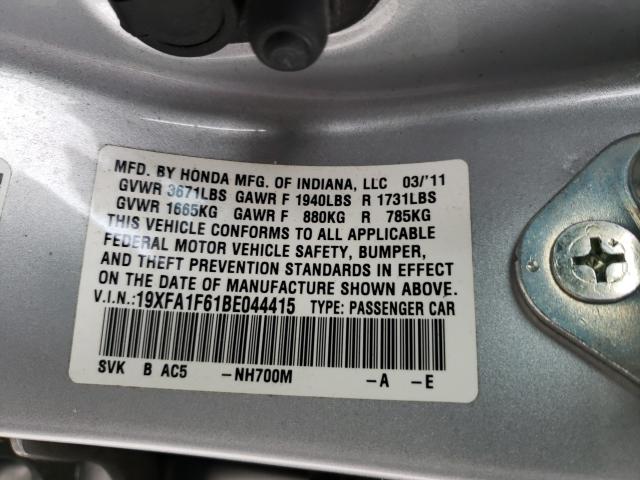 MFD. BY HONDA MFG. OF INDIANA, LLC 03/'11
GVWR 3671LBS GAWR F 1940LBS R 1731LBS
GVWR 1665KG GAWR F 880KG R 785KG
THIS VEHICLE CONFORMS TO ALL APPLICABLE
FEDERAL MOTOR VEHICLE SAFETY, BUMPER,
AND THEFT PREVENTION STANDARDS IN EFFECT
ON THE DATE OF MANUFACTURE SHOWN ABOVE.
V.I.N.:19XFA1F61BE044415 TYPE: PASSENGER CAR
SVK B AC5 -NH700M -A -E